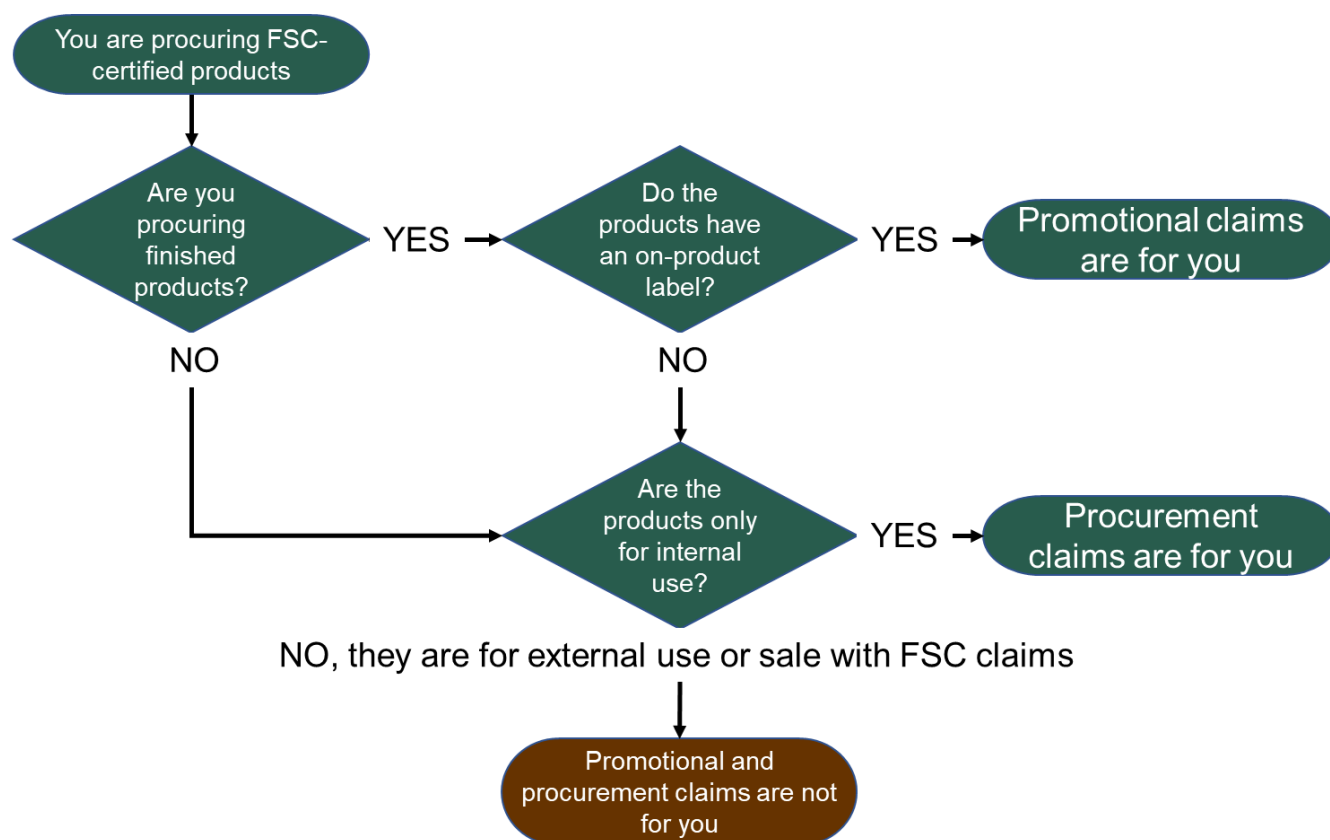 You are procuring FSC-
certified products
Are you
procuring
finished
products?
YES
Do the
products have
an on-product
label?
YES
Promotional claims
are for you
NO
NO
Are the
products only
for internal
use?
YES
Procurement
claims are for you
NO, they are for external use or sale with FSC claims
Promotional and
procurement claims are not
for you